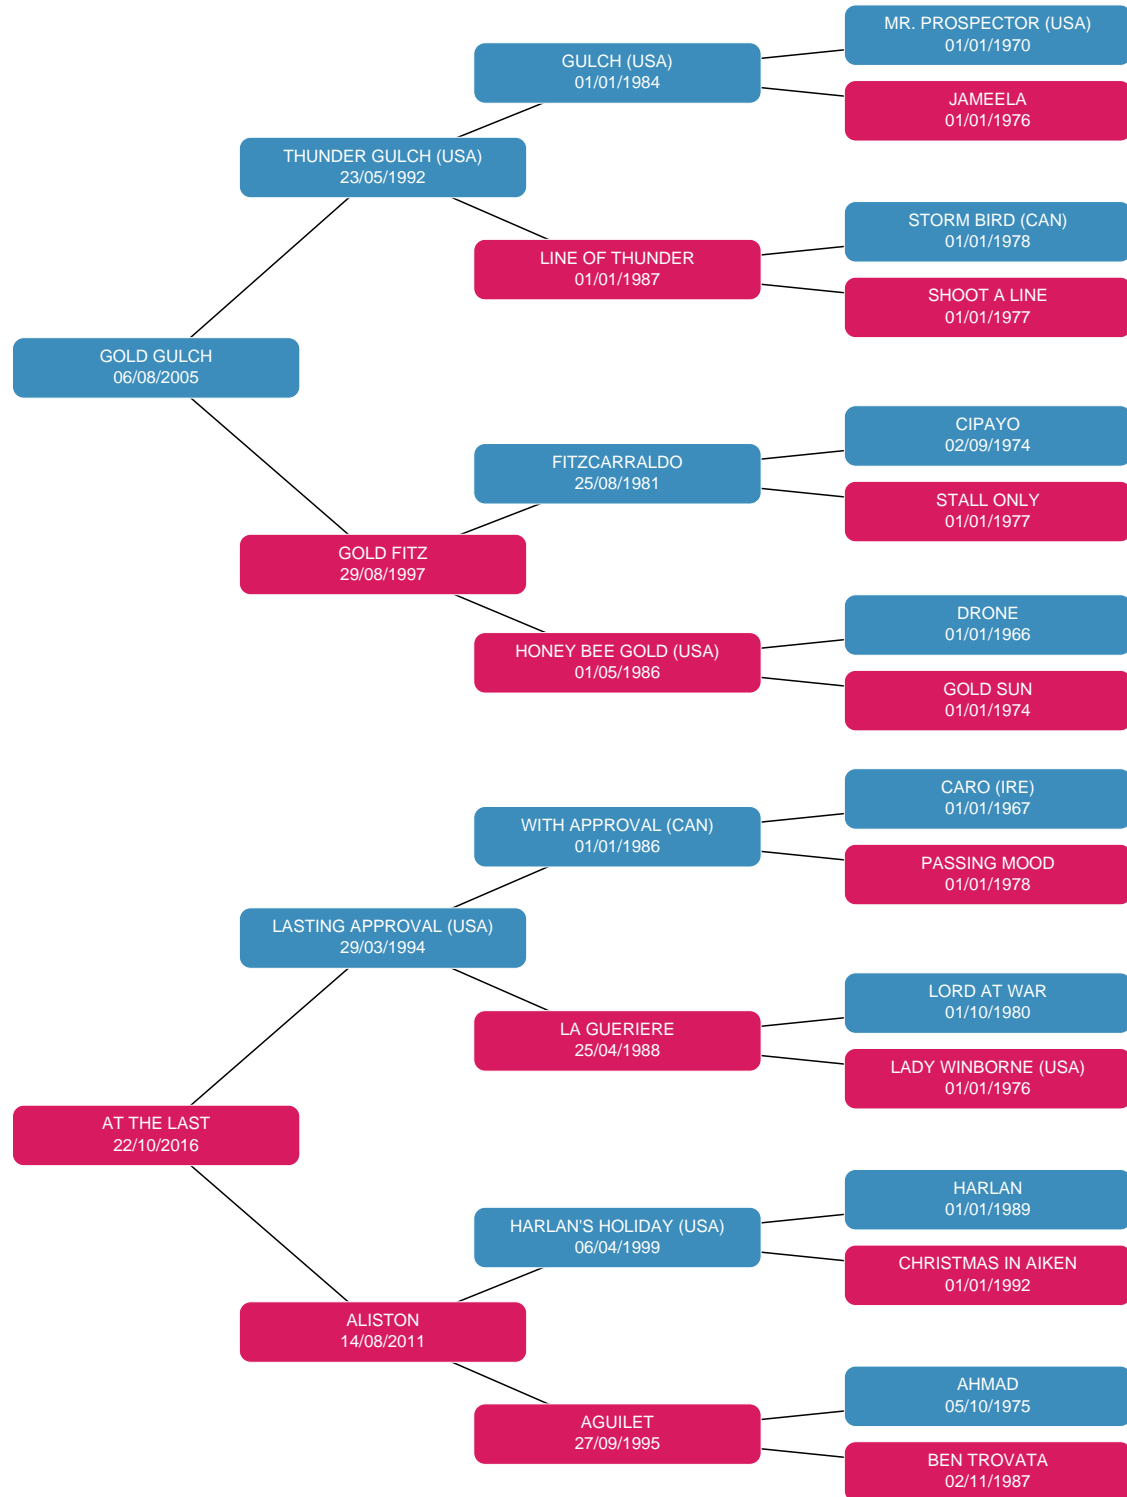 MR. PROSPECTOR (USA)
01/01/1970
GULCH (USA)
01/01/1984
JAMEELA
01/01/1976
THUNDER GULCH (USA)
23/05/1992
STORM BIRD (CAN)
01/01/1978
LINE OF THUNDER
01/01/1987
SHOOT A LINE
01/01/1977
GOLD GULCH
06/08/2005
CIPAYO
02/09/1974
FITZCARRALDO
25/08/1981
STALL ONLY
01/01/1977
GOLD FITZ
29/08/1997
DRONE
01/01/1966
HONEY BEE GOLD (USA)
01/05/1986
GOLD SUN
01/01/1974
CARO (IRE)
01/01/1967
WITH APPROVAL (CAN)
01/01/1986
PASSING MOOD
01/01/1978
LASTING APPROVAL (USA)
29/03/1994
LORD AT WAR
01/10/1980
LA GUERIERE
25/04/1988
LADY WINBORNE (USA)
01/01/1976
AT THE LAST
22/10/2016
HARLAN
01/01/1989
HARLAN'S HOLIDAY (USA)
06/04/1999
CHRISTMAS IN AIKEN
01/01/1992
ALISTON
14/08/2011
AHMAD
05/10/1975
AGUILET
27/09/1995
BEN TROVATA
02/11/1987